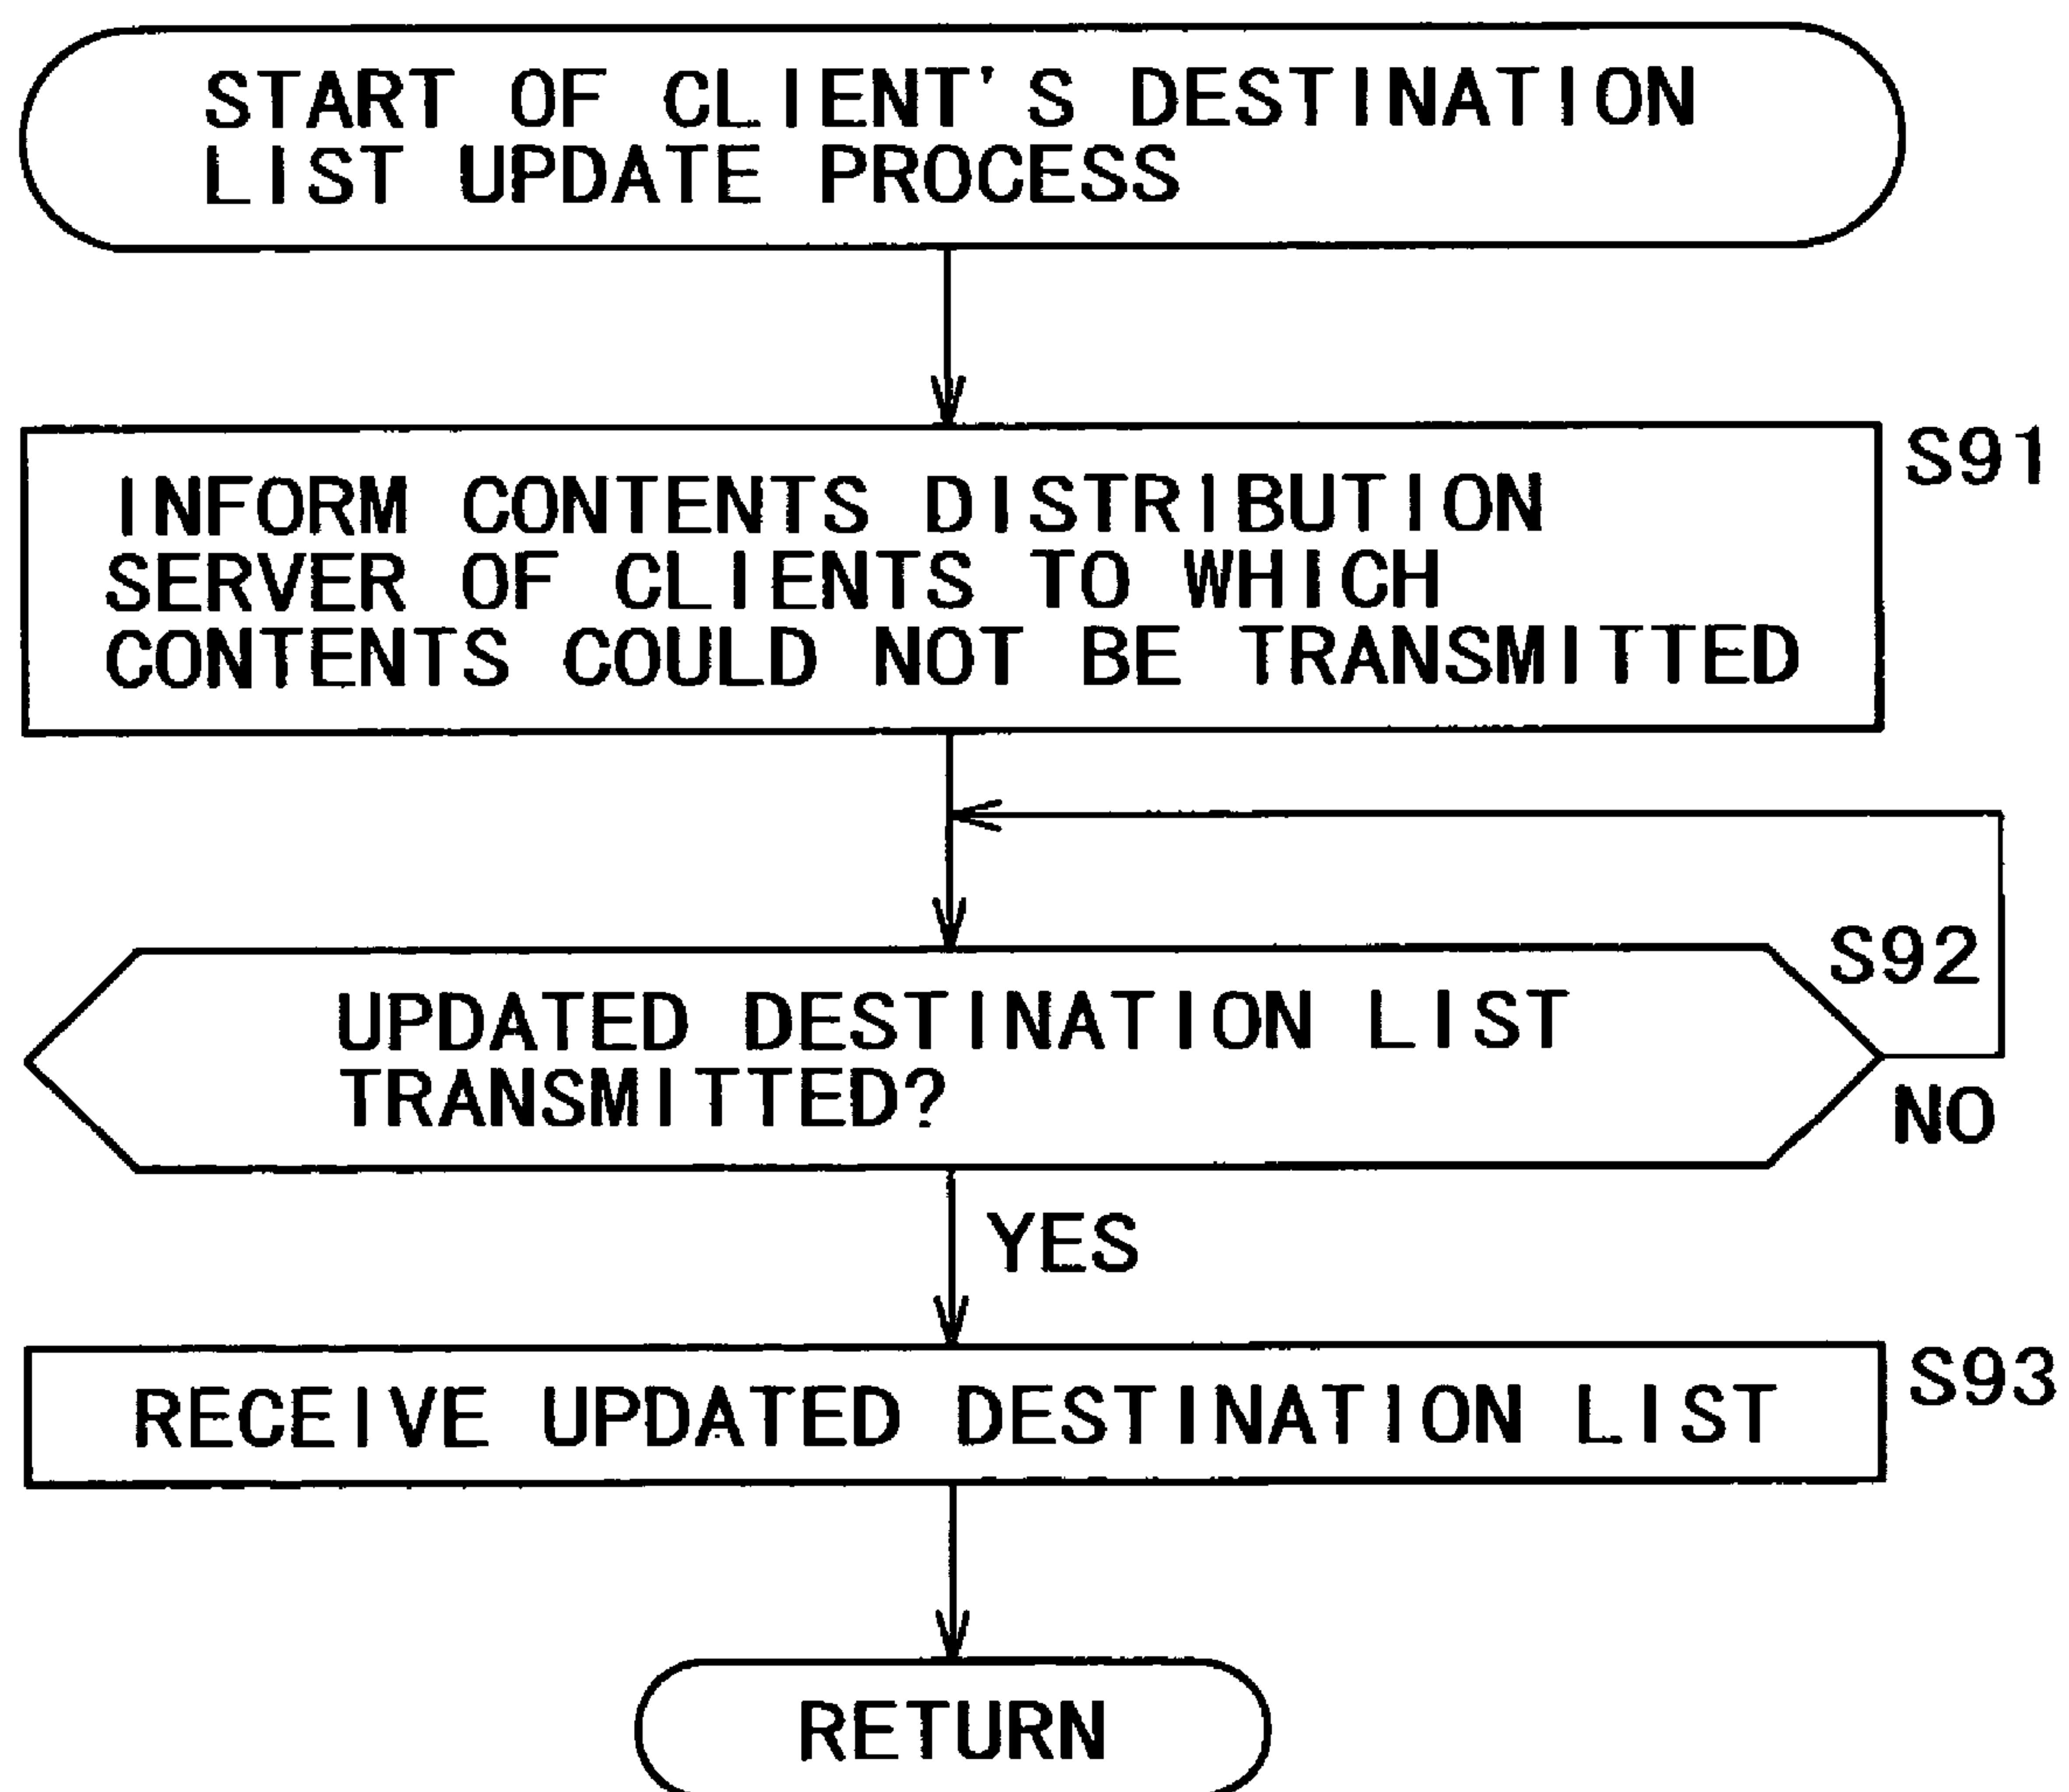 START OF CLIENT'S DESTINATION
LIST UPDATE PROCESS
S91
INFORM CONTENTS DISTRIBUTION
SERVER OF CLIENTS TO WHICH
CONTENTS COULD NOT BE TRANSMITTED
S92
UPDATED DESTINATION LIST
TRANSMITTED?
NO
YES
S93
RECEIVE UPDATED DESTINATION LIST
RETURN